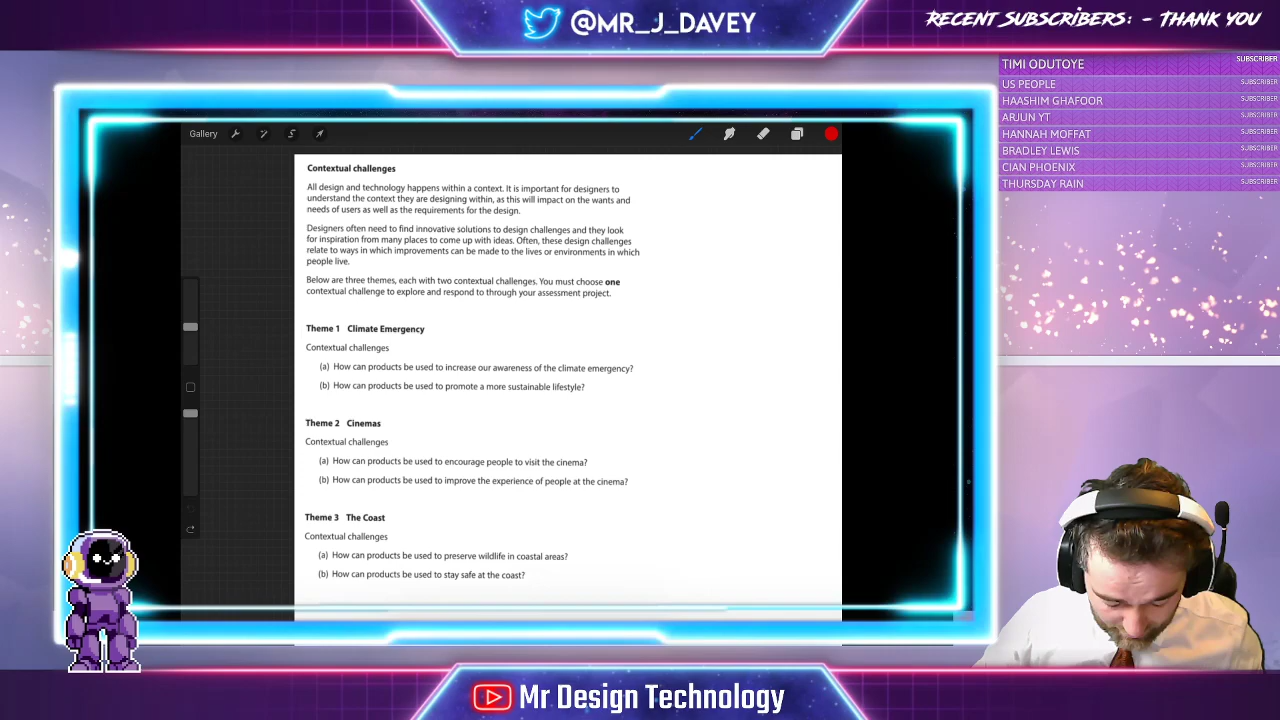 @MR_J_DAVEY
RECENT SUBSCRIBERS: - THANK YOU
TIMI ODUTOYE SUBSCRIBER
US PEOPLE SUBSCRIBER
HAASHIM GHAFOOR SUBSCRIBER
ARJUN YT SUBSCRIBER
HANNAH MOFFAT SUBSCRIBER
BRADLEY LEWIS SUBSCRIBER
CIAN PHOENIX SUBSCRIBER
THURSDAY RAIN SUBSCRIBER
Gallery
Contextual challenges
All design and technology happens within a context. It is important for designers to
understand the context they are designing within, as this will impact on the wants and
needs of users as well as the requirements for the design.
Designers often need to find innovative solutions to design challenges and they look
for inspiration from many places to come up with ideas. Often, these design challenges
relate to ways in which improvements can be made to the lives or environments in which
people live.
Below are three themes, each with two contextual challenges. You must choose one
contextual challenge to explore and respond to through your assessment project.
Theme 1 Climate Emergency
Contextual challenges
(a) How can products be used to increase our awareness of the climate emergency?
(b) How can products be used to promote a more sustainable lifestyle?
Theme 2 Cinemas
Contextual challenges
(a) How can products be used to encourage people to visit the cinema?
(b) How can products be used to improve the experience of people at the cinema?
Theme 3 The Coast
Contextual challenges
(a) How can products be used to preserve wildlife in coastal areas?
(b) How can products be used to stay safe at the coast?
Mr Design Technology